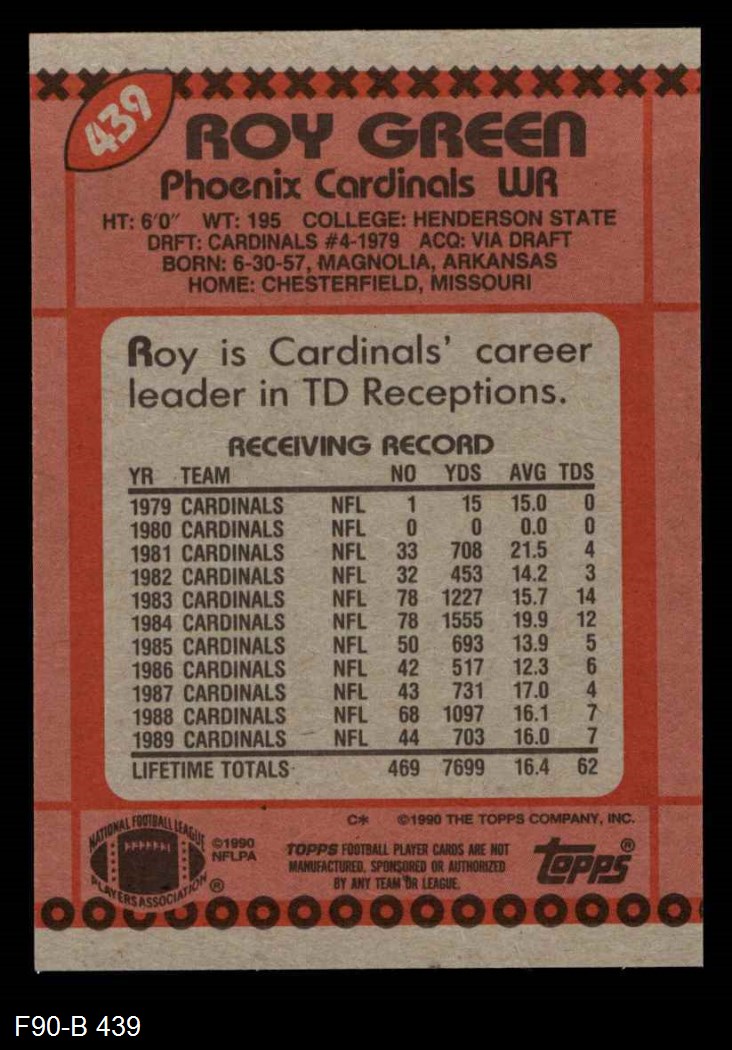 439
ROY GREEN
Phoenix Cardinals WR
HT: 6'0" WT: 195 COLLEGE: HENDERSON STATE
DRFT: CARDINALS #4-1979 ACQ: VIA DRAFT
BORN: 6-30-57, MAGNOLIA, ARKANSAS
HOME: CHESTERFIELD, MISSOURI
Roy is Cardinals' career
leader in TD Receptions.
RECEIVING RECORD
YR TEAM NO YDS AVG TDS
1979 CARDINALS NFL 1 15 15.0 0
1980 CARDINALS NFL 0 0 0.0 0
1981 CARDINALS NFL 33 708 21.5 4
1982 CARDINALS NFL 32 453 14.2 3
1983 CARDINALS NFL 78 1227 15.7 14
1984 CARDINALS NFL 78 1555 19.9 12
1985 CARDINALS NFL 50 693 13.9 5
1986 CARDINALS NFL 42 517 12.3 6
1987 CARDINALS NFL 43 731 17.0 4
1988 CARDINALS NFL 68 1097 16.1 7
1989 CARDINALS NFL 44 703 16.0 7
LIFETIME TOTALS 469 7699 16.4 62
C* ©1990 THE TOPPS COMPANY, INC.
NATIONAL FOOTBALL LEAGUE
PLAYERS ASSOCIATION ®
©1990
NFLPA
TOPPS FOOTBALL PLAYER CARDS ARE NOT
MANUFACTURED, SPONSORED OR AUTHORIZED
BY ANY TEAM OR LEAGUE.
topps®
F90-B 439